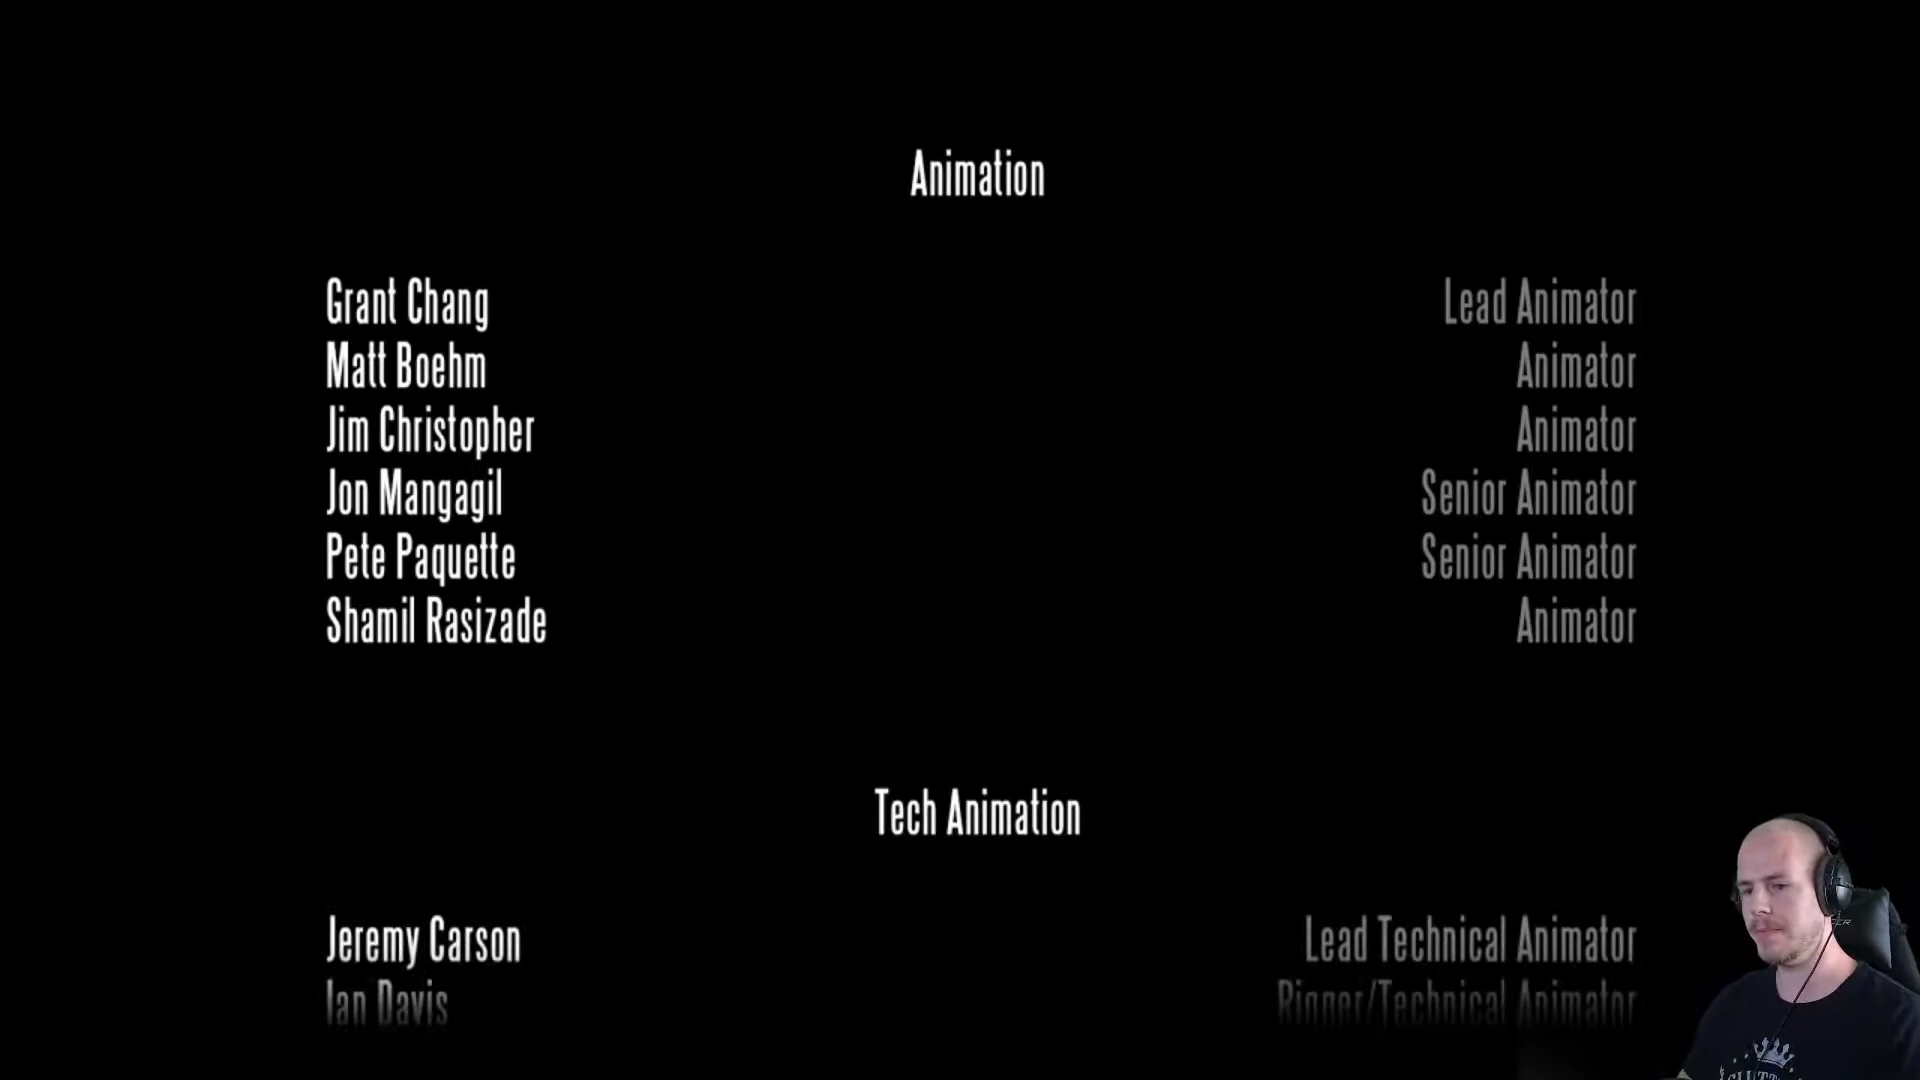 Animation
Grant Chang Lead Animator
Matt Boehm Animator
Jim Christopher Animator
Jon Mangagil Senior Animator
Pete Paquette Senior Animator
Shamil Rasizade Animator
Tech Animation
Jeremy Carson Lead Technical Animator
Ian Davis Rigger/Technical Animator